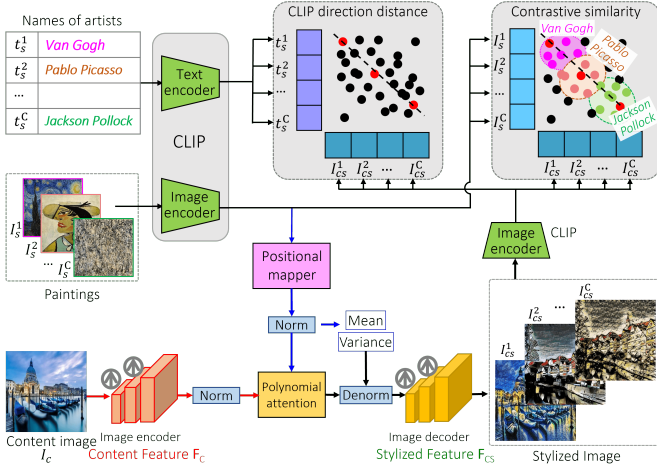 Names of artists
t_s^1 Van Gogh
t_s^2 Pablo Picasso
... ...
t_s^C Jackson Pollock
Text
encoder
CLIP
Image
encoder
CLIP direction distance
t_s^1
t_s^2
...
t_s^C
I_cs^1 I_cs^2 ... I_cs^C
Contrastive similarity
I_s^1
I_s^2
...
I_s^C
Van Gogh
Pablo
Picasso
Jackson
Pollock
I_cs^1 I_cs^2 ... I_cs^C
I_s^1
I_s^2
... I_s^C
Paintings
Positional
mapper
Image
encoder
CLIP
Norm
Mean
Variance
I_cs^1
I_cs^2
...
I_cs^C
Stylized Image
Content image
I_c
Image encoder
Content Feature F_C
Norm
Polynomial
attention
Denorm
Image decoder
Stylized Feature F_CS